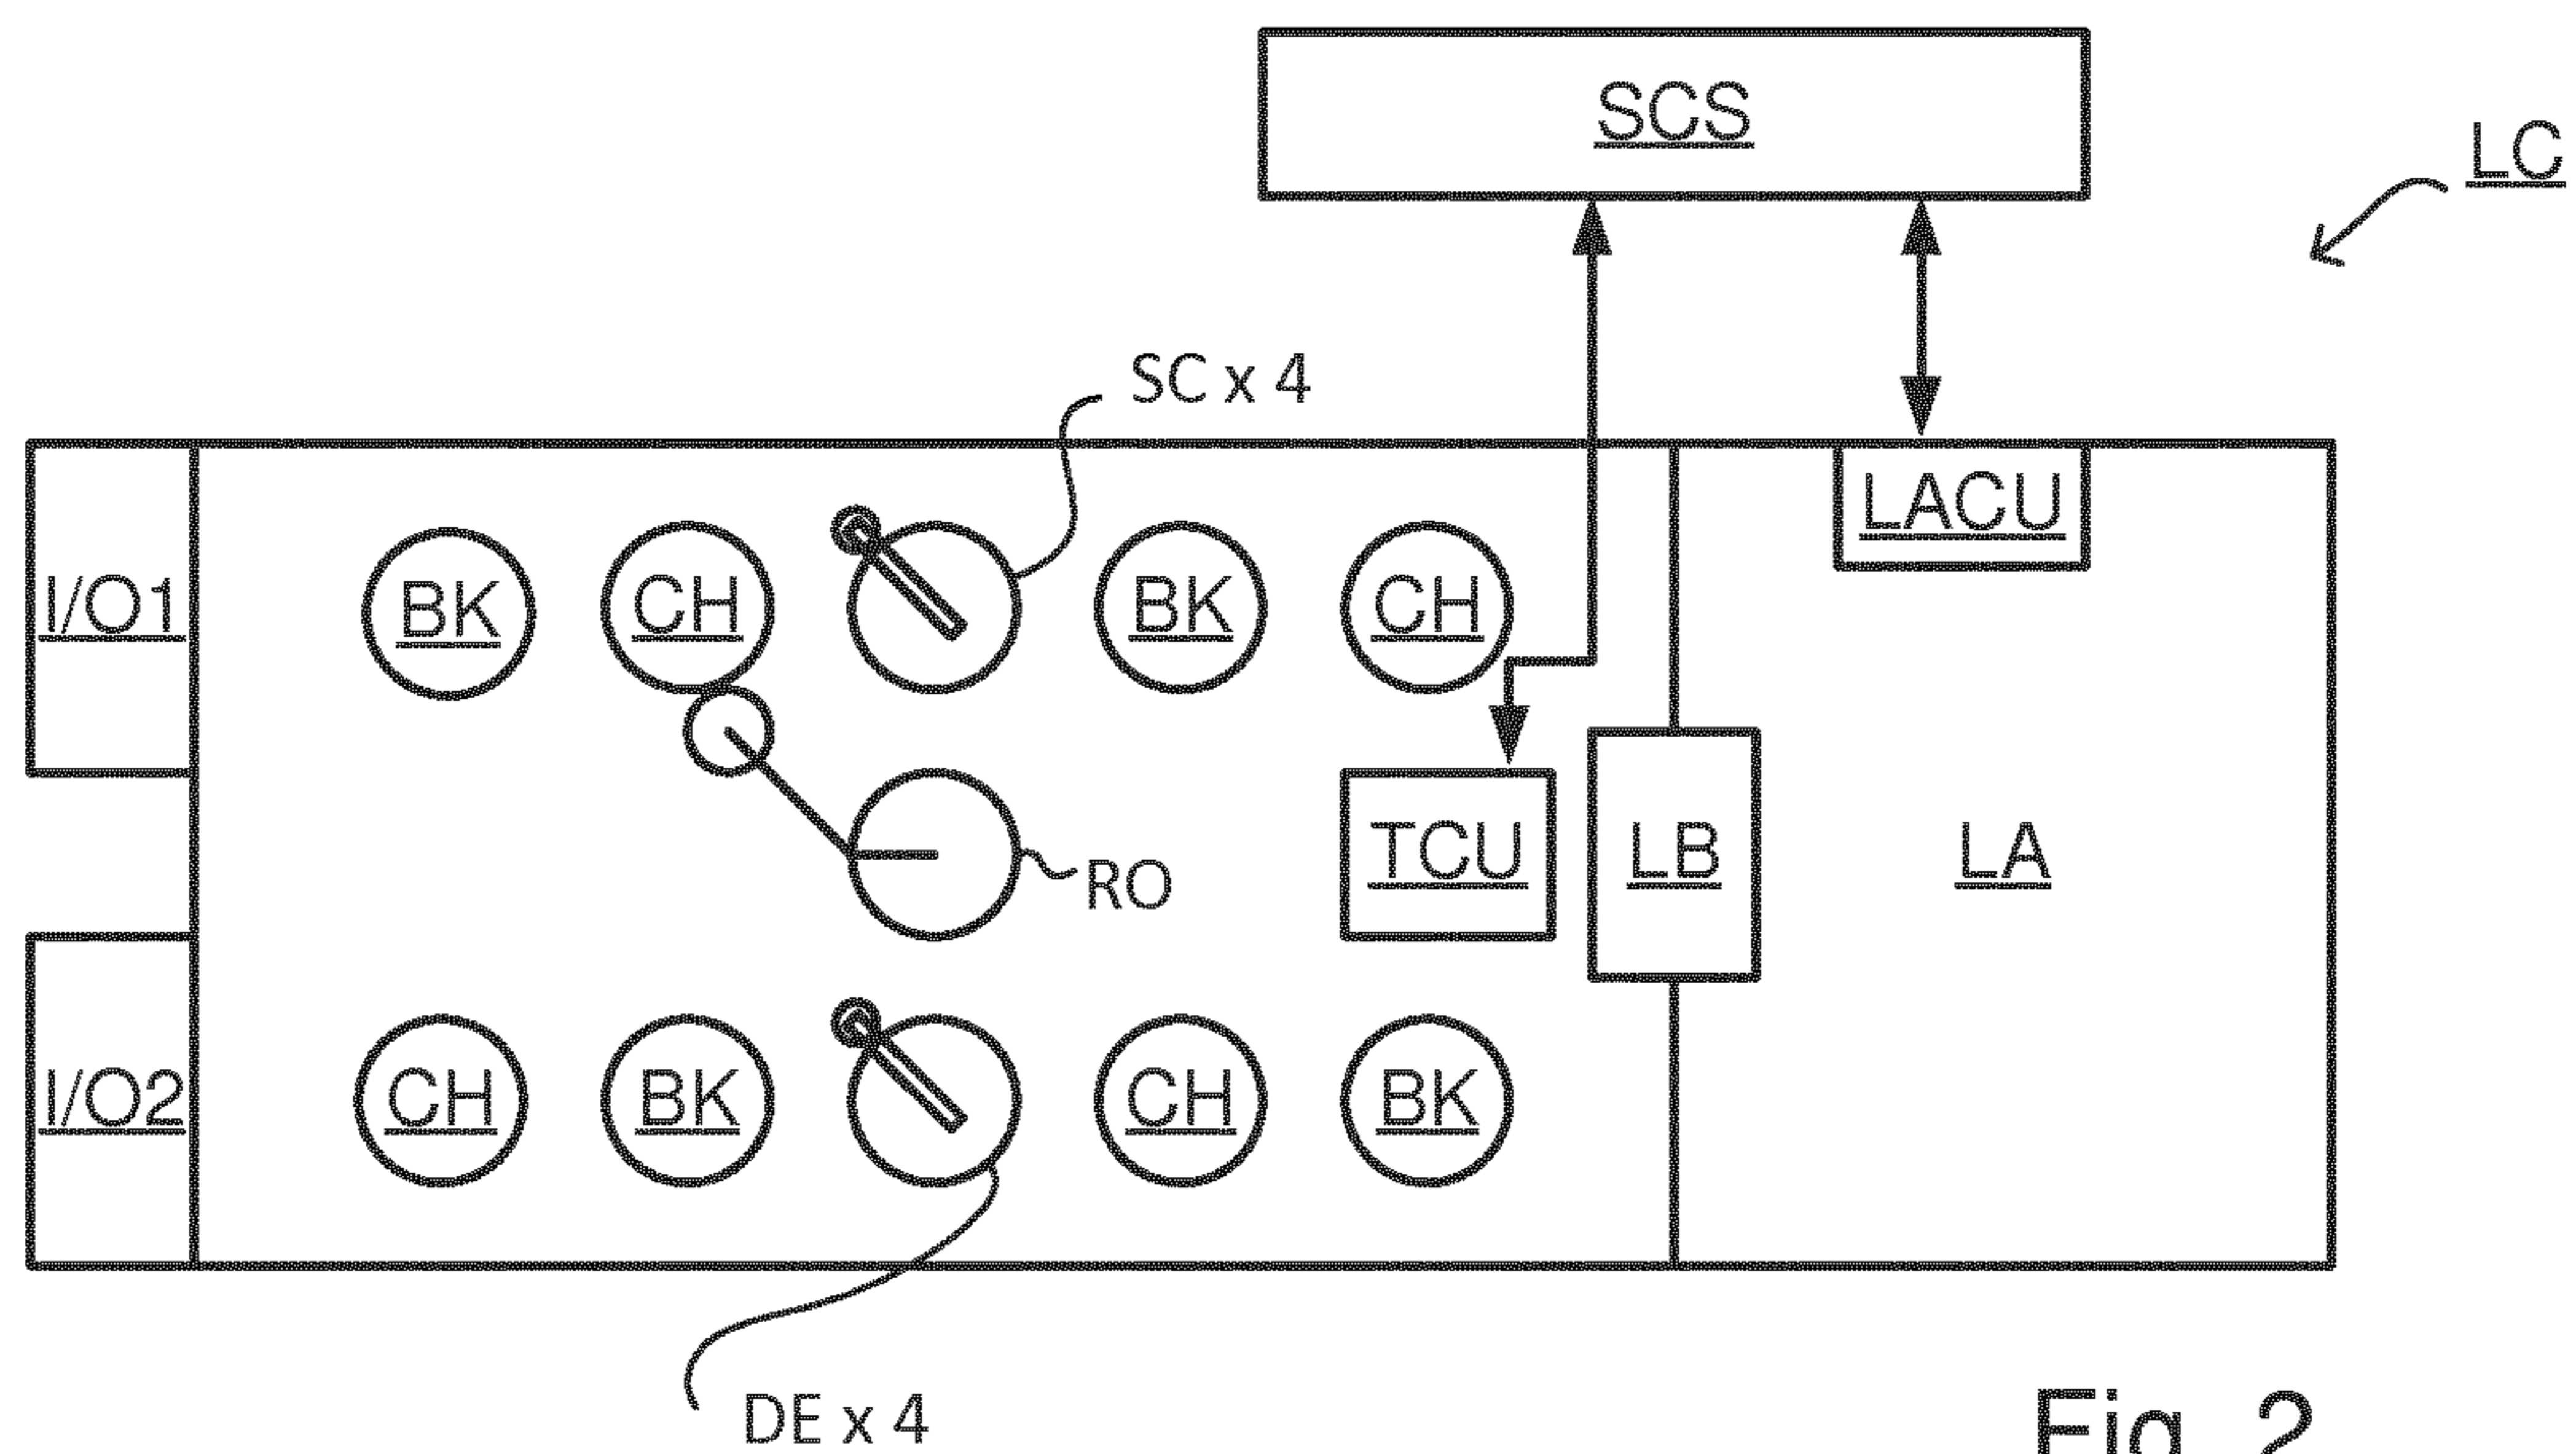 SCS
LC
SC x 4
LACU
I/O1
BK
CH
BK
CH
TCU
LB
LA
RO
I/O2
CH
BK
CH
BK
DE x 4
Fig. 2